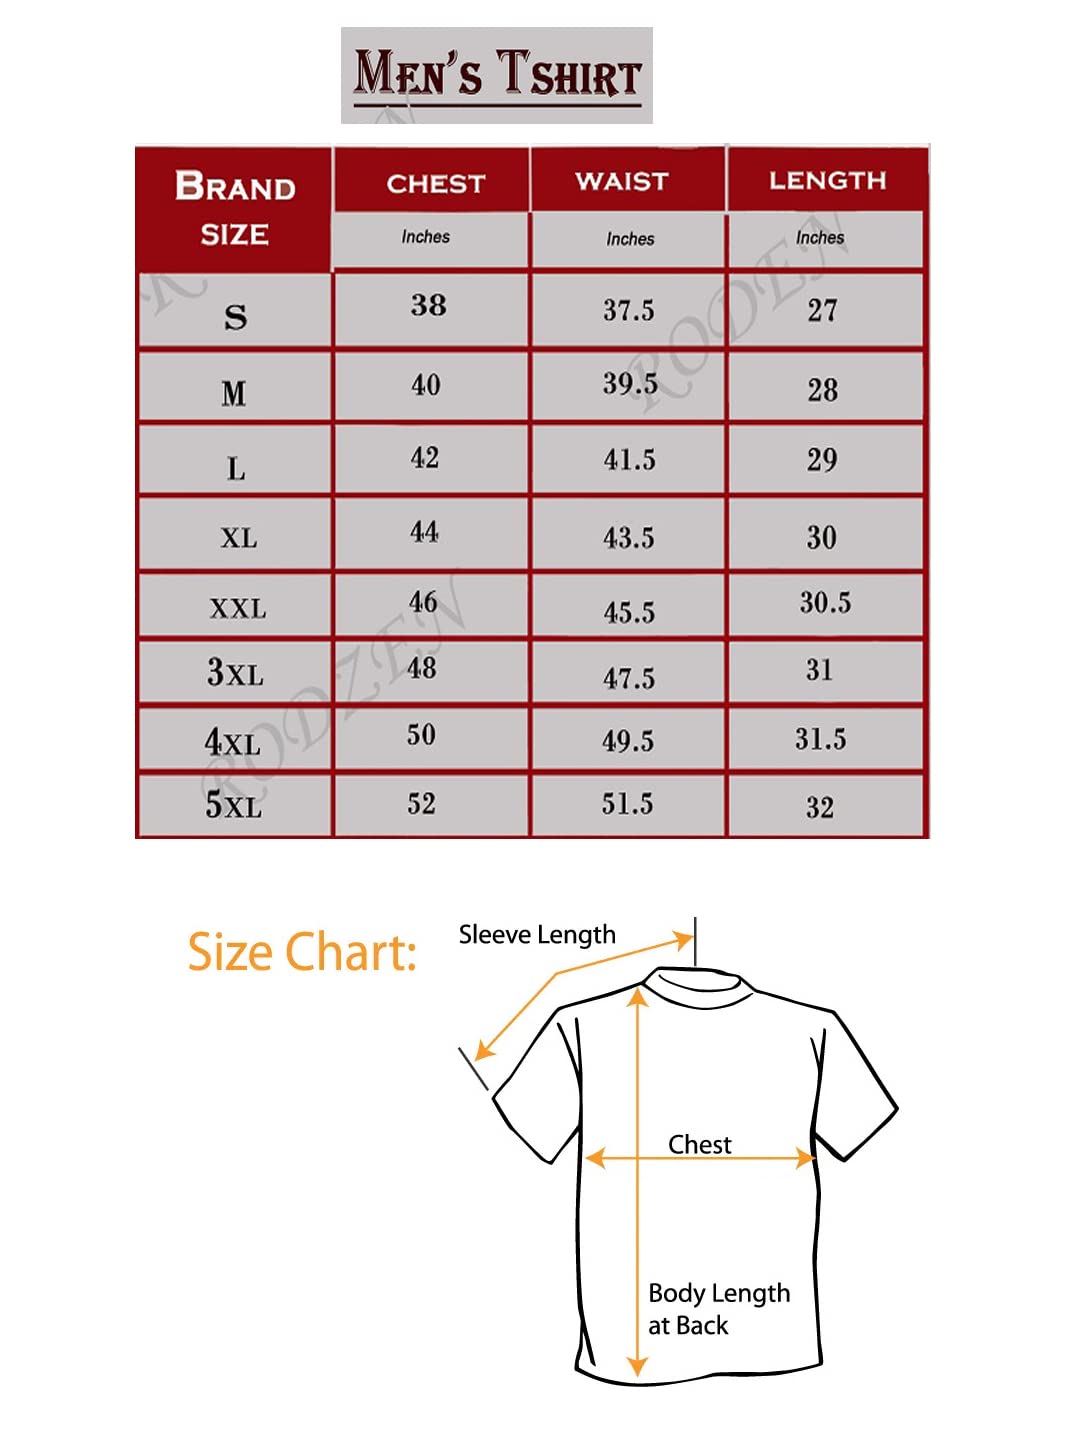 MEN'S TSHIRT
BRAND SIZE CHEST WAIST LENGTH
Inches Inches Inches
S 38 37.5 27
M 40 39.5 28
L 42 41.5 29
XL 44 43.5 30
XXL 46 45.5 30.5
3XL 48 47.5 31
4XL 50 49.5 31.5
5XL 52 51.5 32
RODEN
RODZEN
Size Chart:
Sleeve Length
Chest
Body Length
at Back